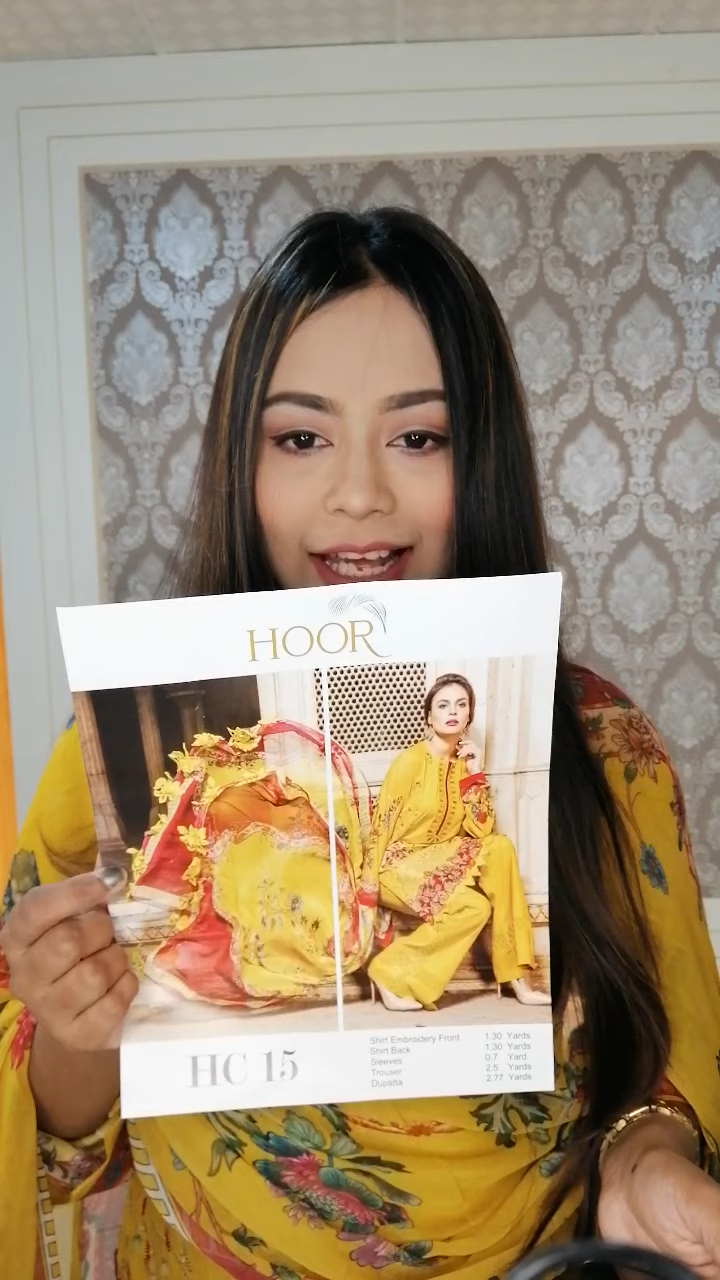 HOOR
HC 15
Shirt Embroidery Front 1.30 Yards
Shirt Back 1.30 Yards
Sleeves 0.7 Yard
Trouser 2.5 Yards
Dupatta 2.77 Yards